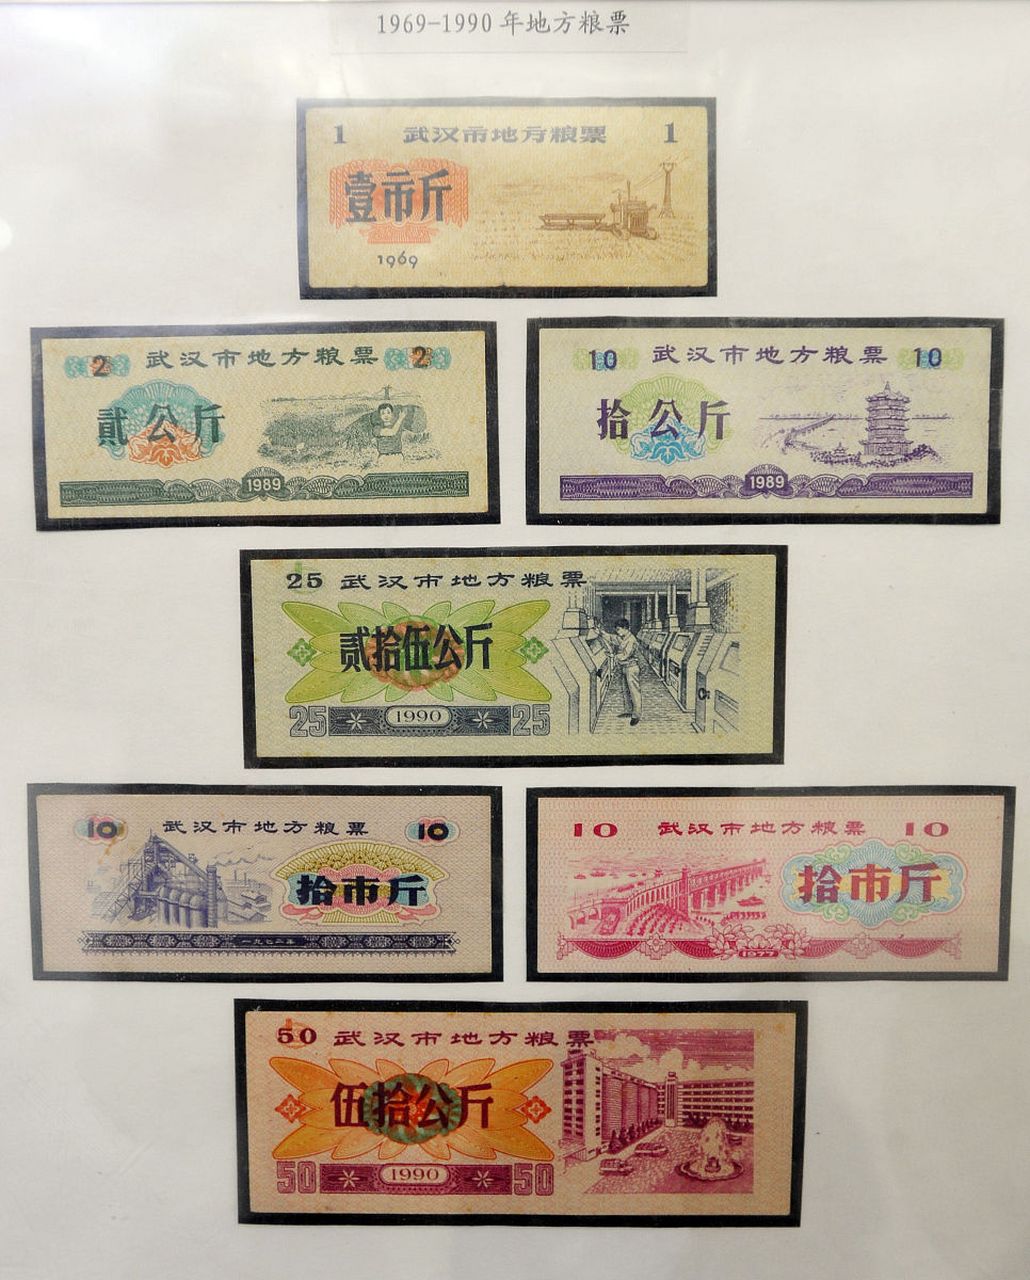 1969-1990年地方粮票
1 武汉市地方粮票 1
壹市斤
1969
2 武汉市地方粮票 2
貳公斤
1989
10 武汉市地方粮票 10
拾公斤
1989
25 武汉市地方粮票
贰拾伍公斤
25 1990 25
10 武汉市地方粮票 10
拾市斤
一九七二年
10 武汉市地方粮票 10
拾市斤
1977
50 武汉市地方粮票
伍拾公斤
50 1990 50